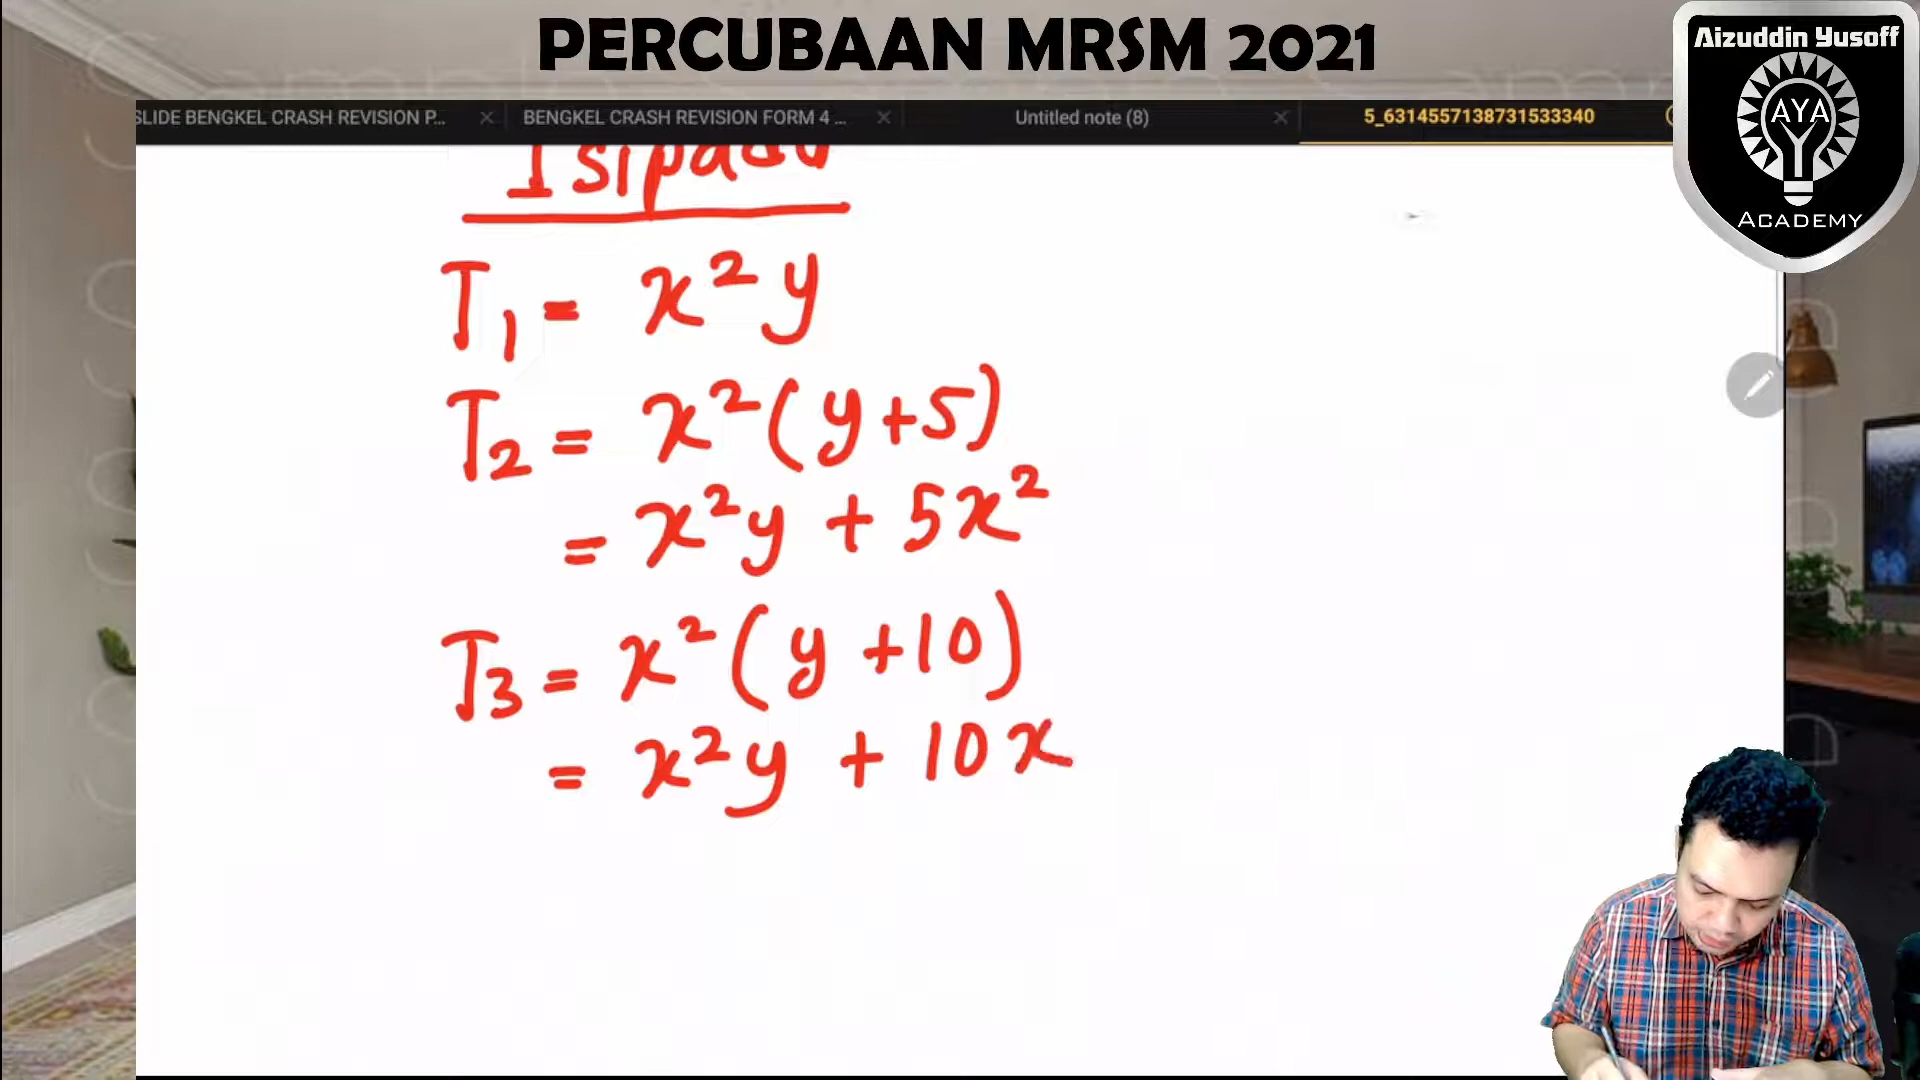 PERCUBAAN MRSM 2021
Aizuddin Yusoff
AYA
ACADEMY
SLIDE BENGKEL CRASH REVISION P...
BENGKEL CRASH REVISION FORM 4 ...
Untitled note (8)
5_6314557138731533340
Isipadu
T₁ = x²y
T₂ = x²(y+5)
= x²y + 5x²
T₃ = x²(y+10)
= x²y + 10x